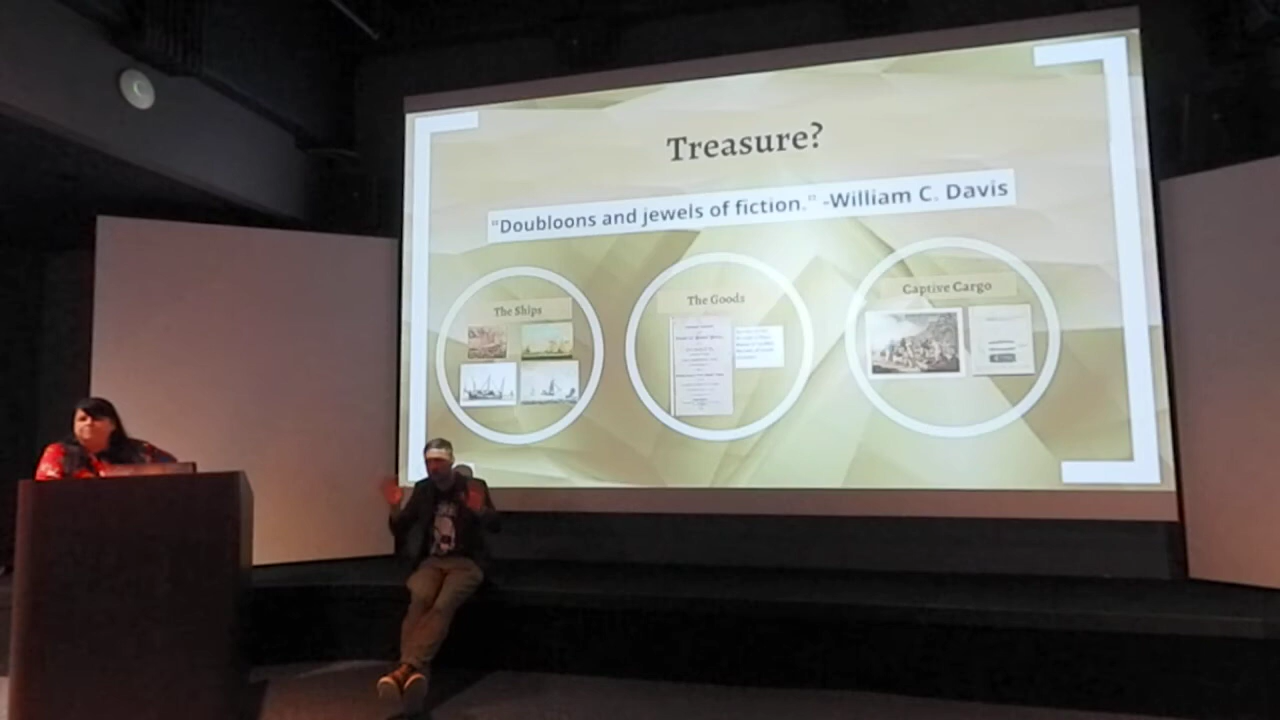 Treasure?
"Doubloons and jewels of fiction." -William C. Davis
The Ships
The Goods
Captive Cargo